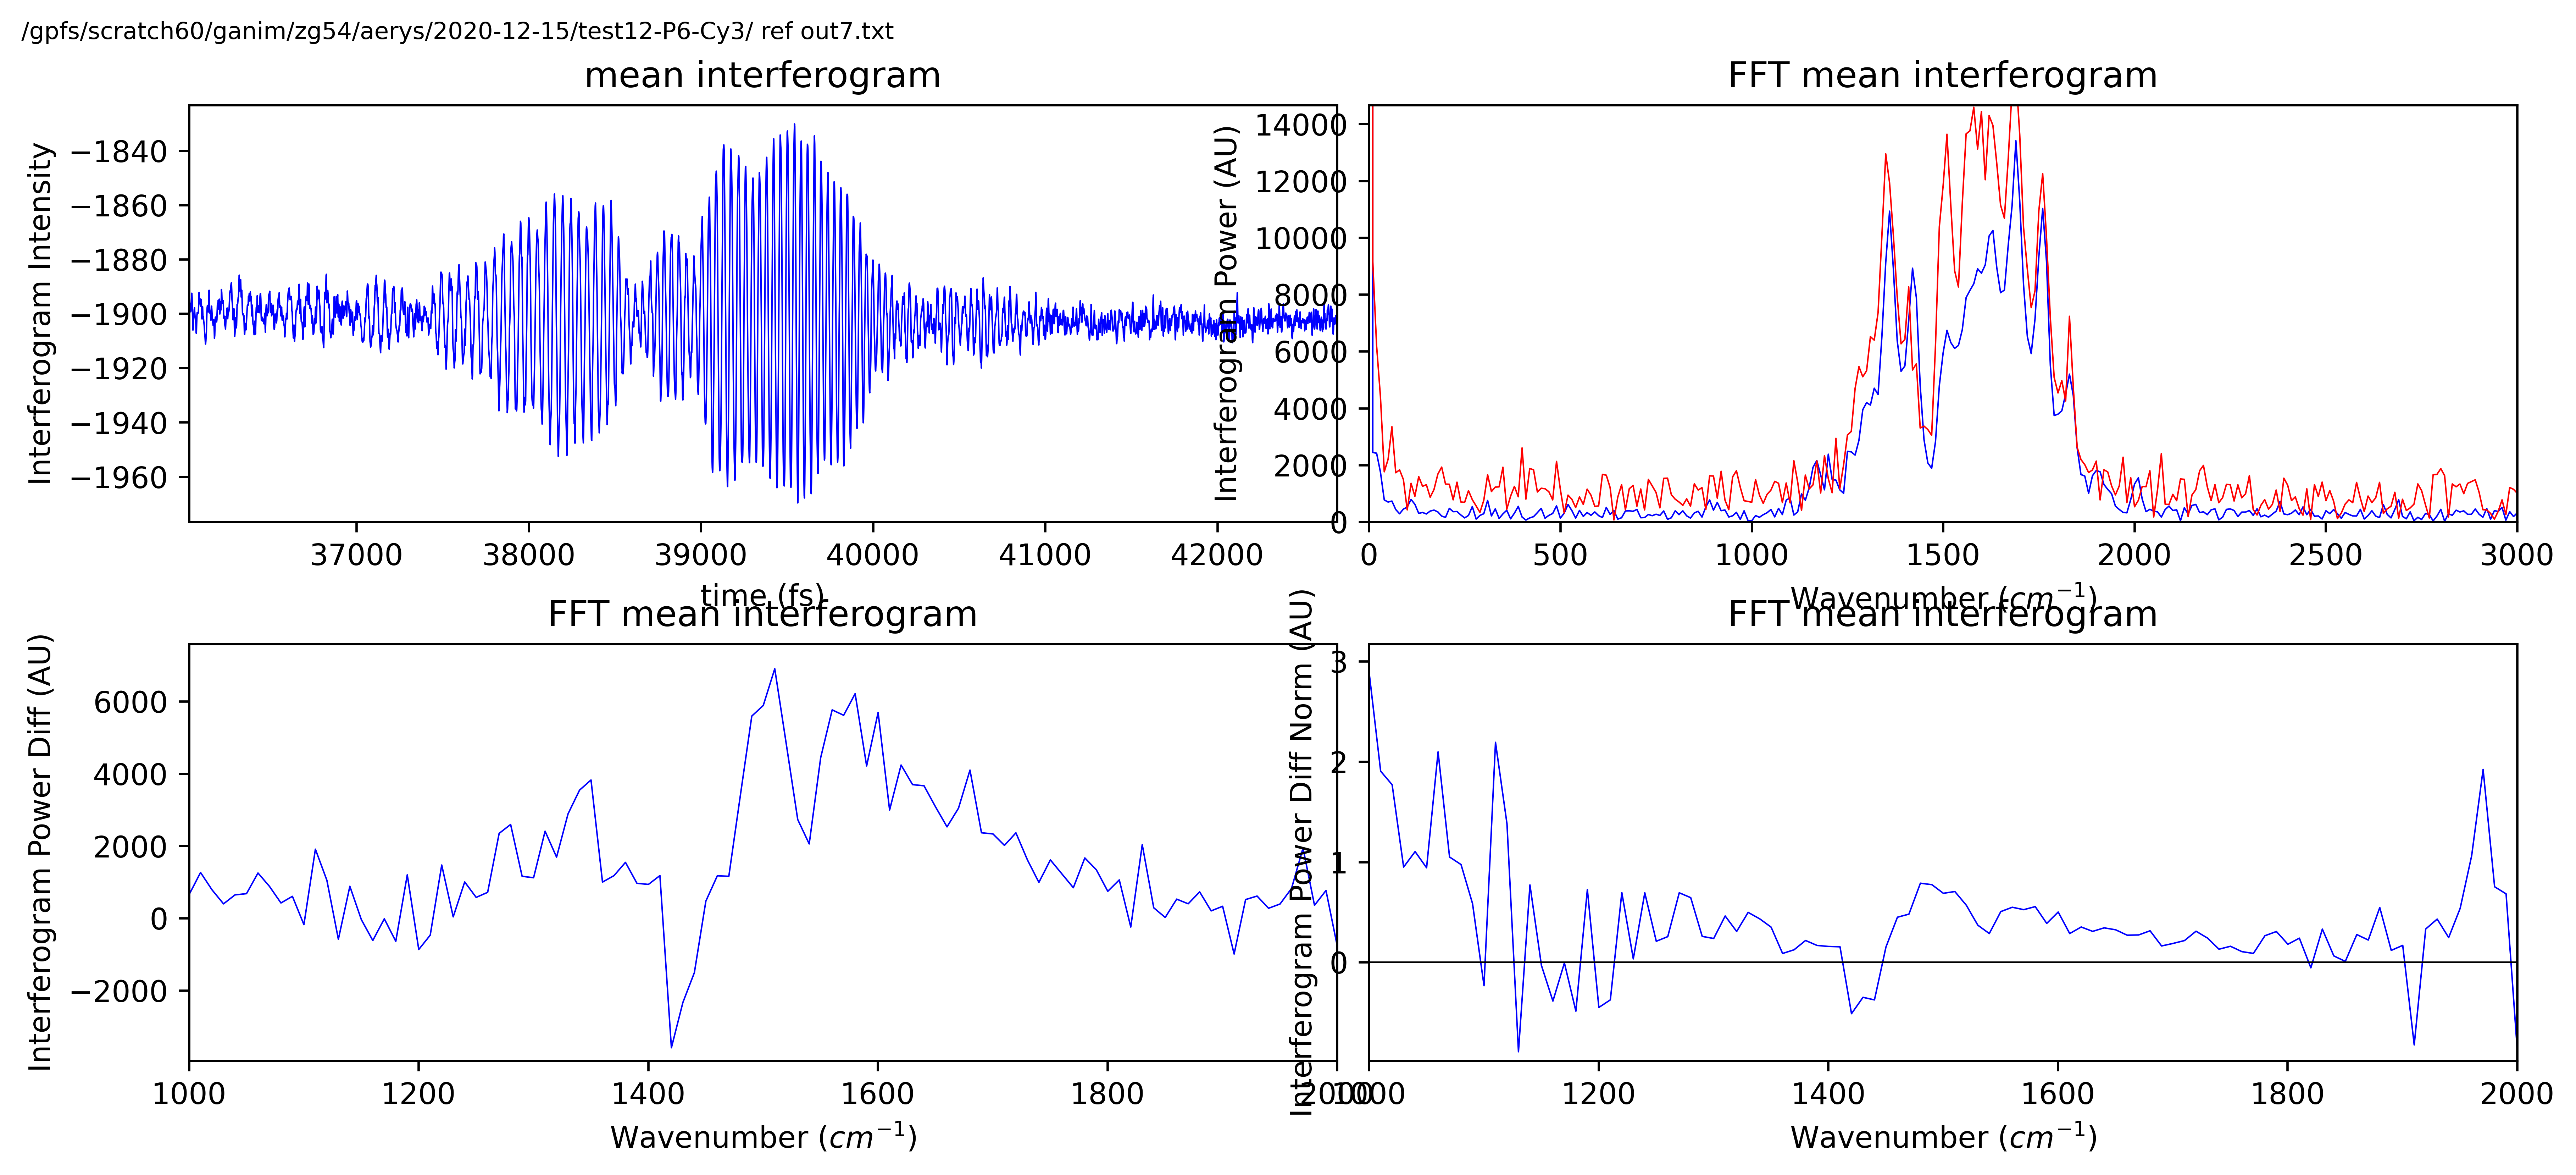 /gpfs/scratch60/ganim/zg54/aerys/2020-12-15/test12-P6-Cy3/ ref out7.txt
mean interferogram
Interferogram Intensity
−1840
−1860
−1880
−1900
−1920
−1940
−1960
37000 38000 39000 40000 41000 42000
time (fs)
FFT mean interferogram
Interferogram Power (AU)
14000
12000
10000
8000
6000
4000
2000
0
0 500 1000 1500 2000 2500 3000
Wavenumber (cm⁻¹)
FFT mean interferogram
Interferogram Power Diff (AU)
6000
4000
2000
0
−2000
1000 1200 1400 1600 1800 2000
Wavenumber (cm⁻¹)
FFT mean interferogram
Interferogram Power Diff Norm (AU)
3
2
1
0
1000 1200 1400 1600 1800 2000
Wavenumber (cm⁻¹)